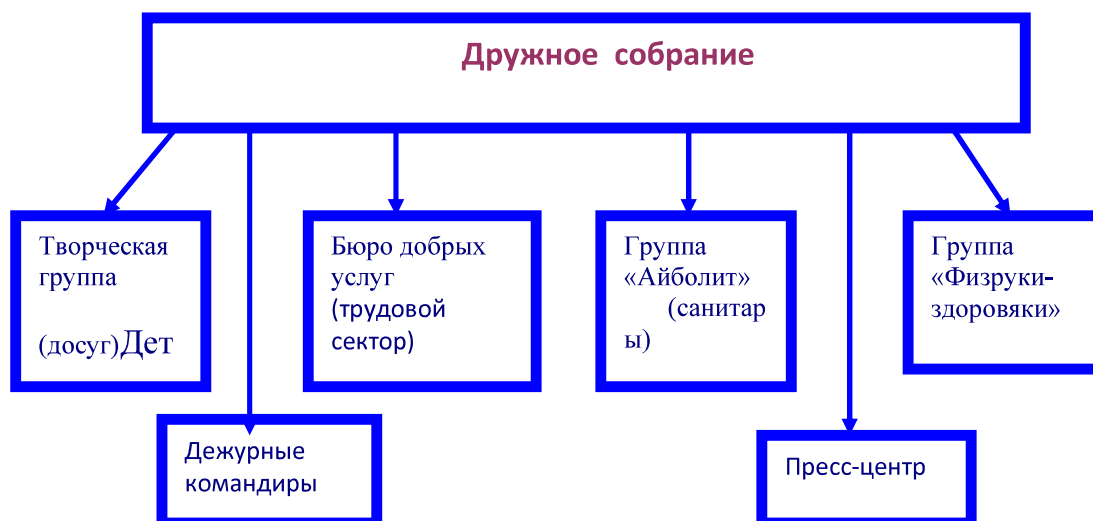 Дружное собрание
Творческая
группа
(досуг)Дет
Бюро добрых
услуг
(трудовой
сектор)
Группа
«Айболит»
(санитар
ы)
Группа
«Физруки-
здоровяки»
Дежурные
командиры
Пресс-центр